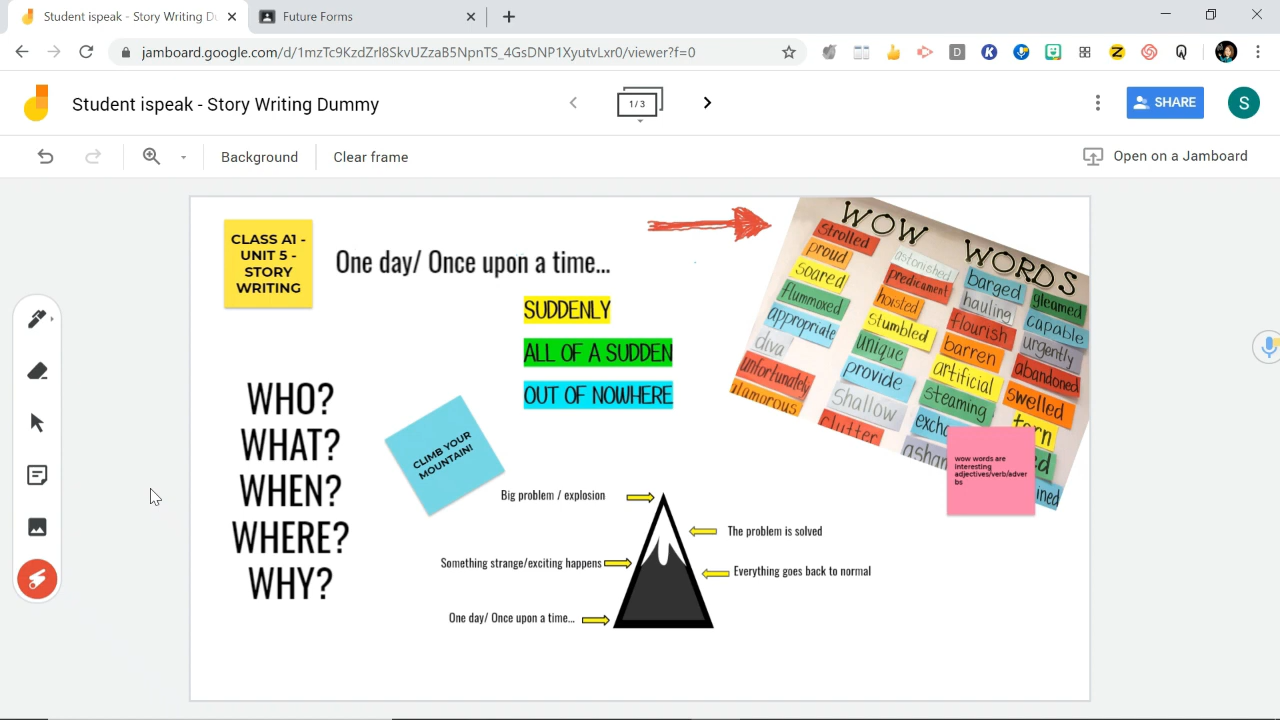 Student ispeak - Story Writing Du
Future Forms
jamboard.google.com/d/1mzTc9KzdZrl8SkvUZzaB5NpnTS_4GsDNP1XyutvLxr0/viewer?f=0
Student ispeak - Story Writing Dummy
1 / 3
SHARE
S
Background
Clear frame
Open on a Jamboard
CLASS A1 -
UNIT 5 -
STORY
WRITING
One day/ Once upon a time...
SUDDENLY
ALL OF A SUDDEN
OUT OF NOWHERE
WHO?
WHAT?
WHEN?
WHERE?
WHY?
CLIMB YOUR
MOUNTAIN!
Big problem / explosion
The problem is solved
Something strange/exciting happens
Everything goes back to normal
One day/ Once upon a time...
WOW WORDS
strolled
proud
soared
flummoxed
appropriate
diva
unfortunately
glamorous
astonished
predicament
hoisted
stumbled
unique
provide
shallow
clutter
barged
hauling
flourish
barren
artificial
steaming
excha
asham
gleamed
capable
urgently
abandoned
swelled
torn
ed
ined
wow words are
interesting
adjectives/verb/adver
bs